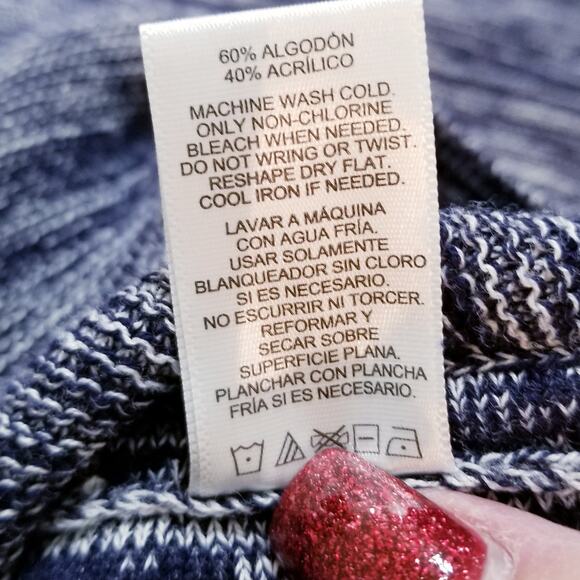 60% ALGODÓN
40% ACRÍLICO
MACHINE WASH COLD.
ONLY NON-CHLORINE
BLEACH WHEN NEEDED.
DO NOT WRING OR TWIST.
RESHAPE DRY FLAT.
COOL IRON IF NEEDED.
LAVAR A MÁQUINA
CON AGUA FRÍA.
USAR SOLAMENTE
BLANQUEADOR SIN CLORO
SI ES NECESARIO.
NO ESCURRIR NI TORCER.
REFORMAR Y
SECAR SOBRE
SUPERFICIE PLANA.
PLANCHAR CON PLANCHA
FRÍA SI ES NECESARIO.